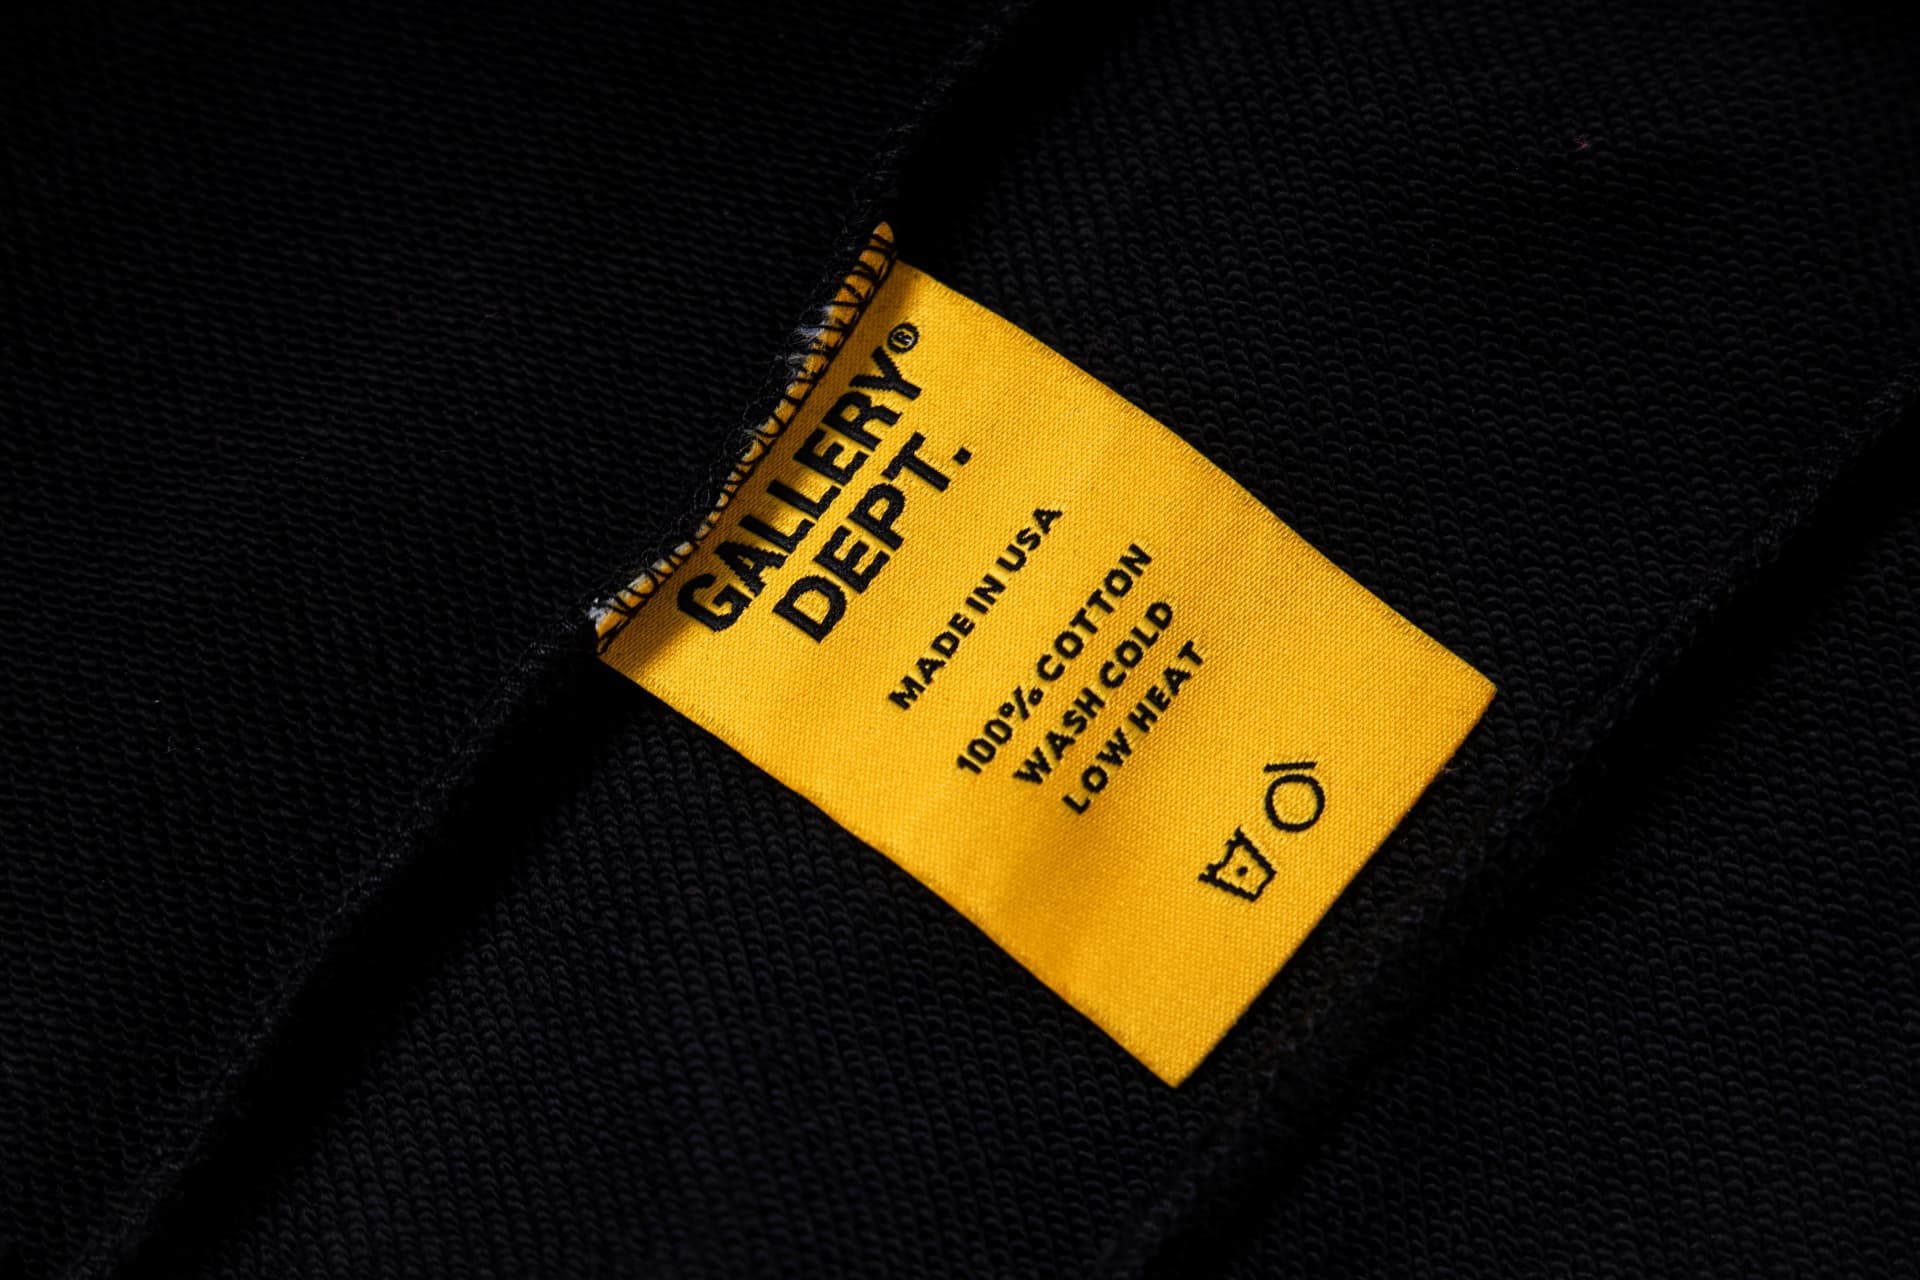 GALLERY®
DEPT.
MADE IN USA
100% COTTON
WASH COLD
LOW HEAT